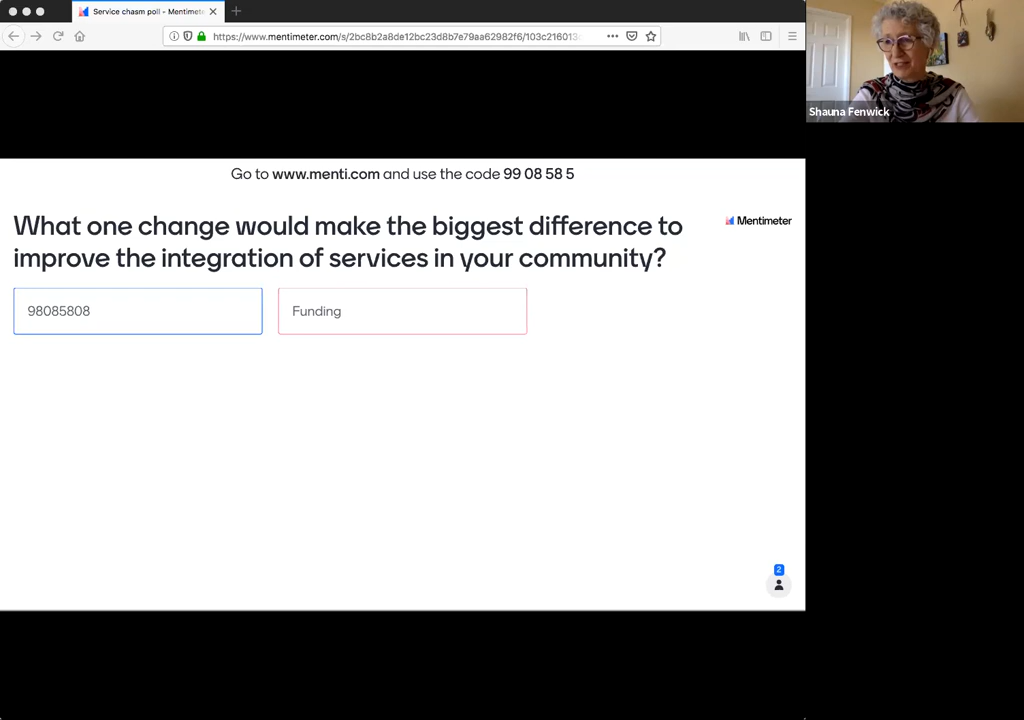 Service chasm poll - Mentimete
https://www.mentimeter.com/s/2bc8b2a8de12bc23d8b7e79aa62982f6/103c216013
Shauna Fenwick
Go to www.menti.com and use the code 99 08 58 5
What one change would make the biggest difference to
improve the integration of services in your community?
Mentimeter
98085808
Funding
2